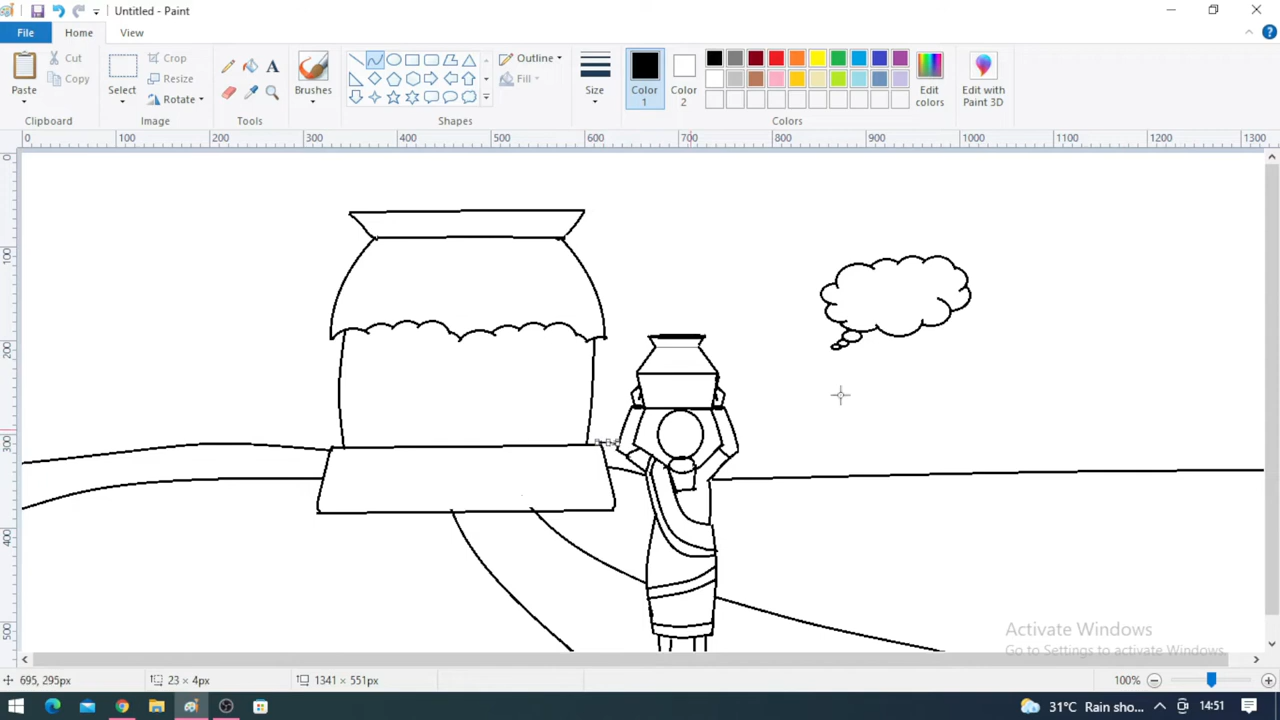 Untitled - Paint
File Home View
Paste
Cut
Copy
Clipboard
Select
Crop
Resize
Rotate
Image
Tools
Brushes
Shapes
Outline
Fill
Size
Color 1
Color 2
Edit colors
Colors
Edit with Paint 3D
0 100 200 300 400 500 600 700 800 900 1000 1100 1200 1300
0
100
200
300
400
500
Activate Windows
Go to Settings to activate Windows.
695, 295px
23 × 4px
1341 × 551px
100%
31°C Rain sho...
14:51